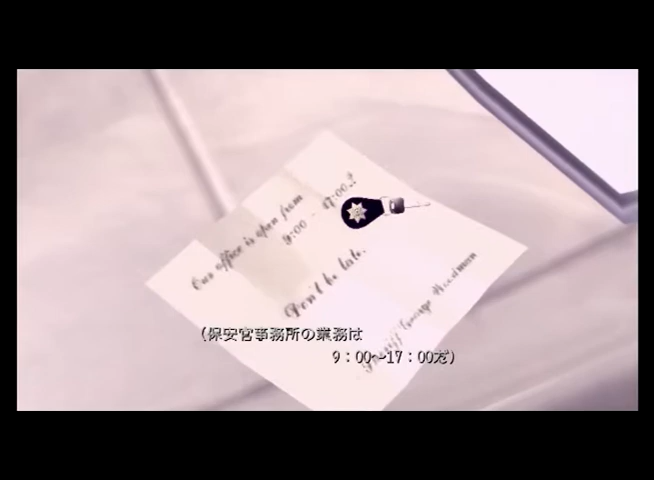 Our office is open from
9:00 - 17:00.
Don't be late.
Sheriff George Woodman
(保安官事務所の業務は
9：00～17：00だ)